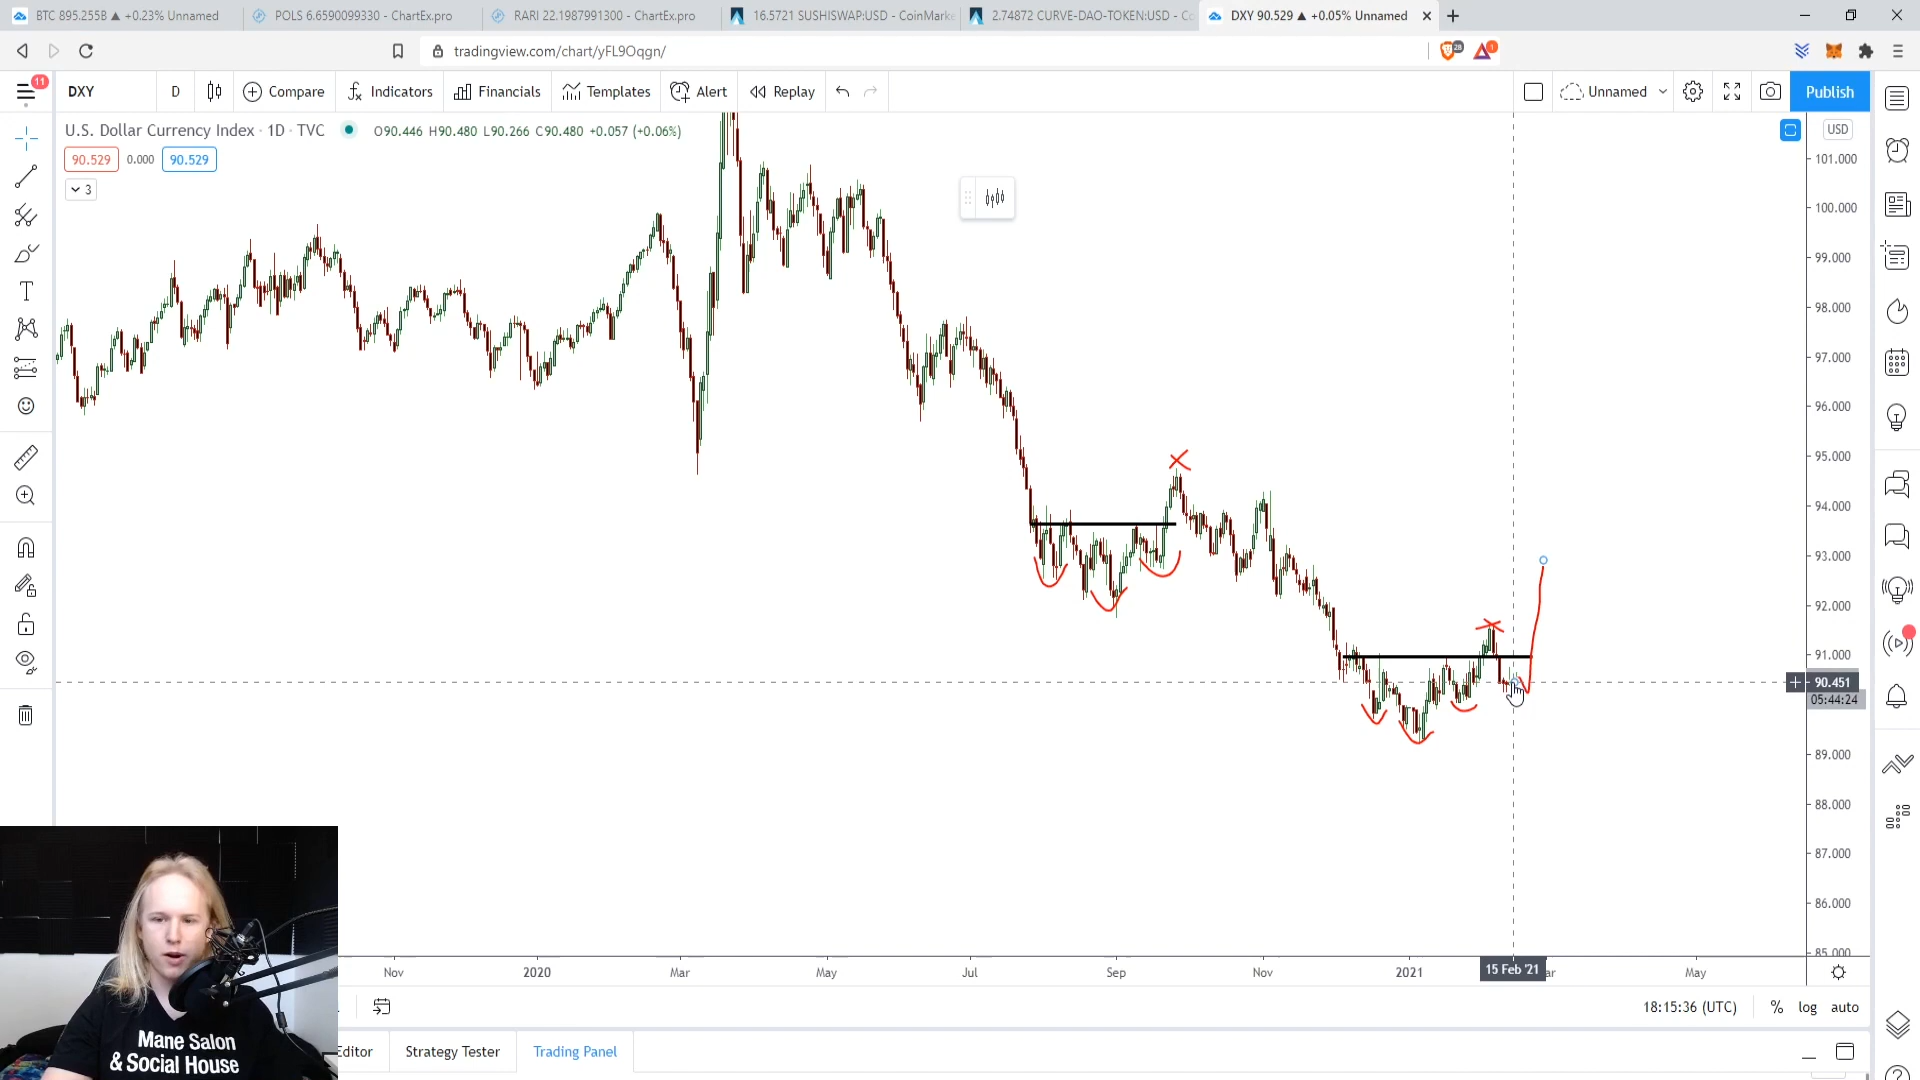 BTC 895.255B ▲ +0.23% Unnamed
POLS 6.6590099330 - ChartEx.pro
RARI 22.1987991300 - ChartEx.pro
16.5721 SUSHISWAP:USD - CoinMarke
2.74872 CURVE-DAO-TOKEN:USD - Co
DXY 90.529 ▲ +0.05% Unnamed
tradingview.com/chart/yFL9Oqgn/
28
1
11
DXY
D
Compare
Indicators
Financials
Templates
Alert
Replay
Unnamed
Publish
U.S. Dollar Currency Index · 1D · TVC
O90.446 H90.480 L90.266 C90.480 +0.057 (+0.06%)
90.529
0.000
90.529
3
USD
101.000
100.000
99.000
98.000
97.000
96.000
95.000
94.000
93.000
92.000
91.000
90.451
05:44:24
89.000
88.000
87.000
86.000
85.000
Nov
2020
Mar
May
Jul
Sep
Nov
2021
15 Feb '21
ar
May
18:15:36 (UTC)
%
log
auto
Editor
Strategy Tester
Trading Panel
Mane Salon
& Social House